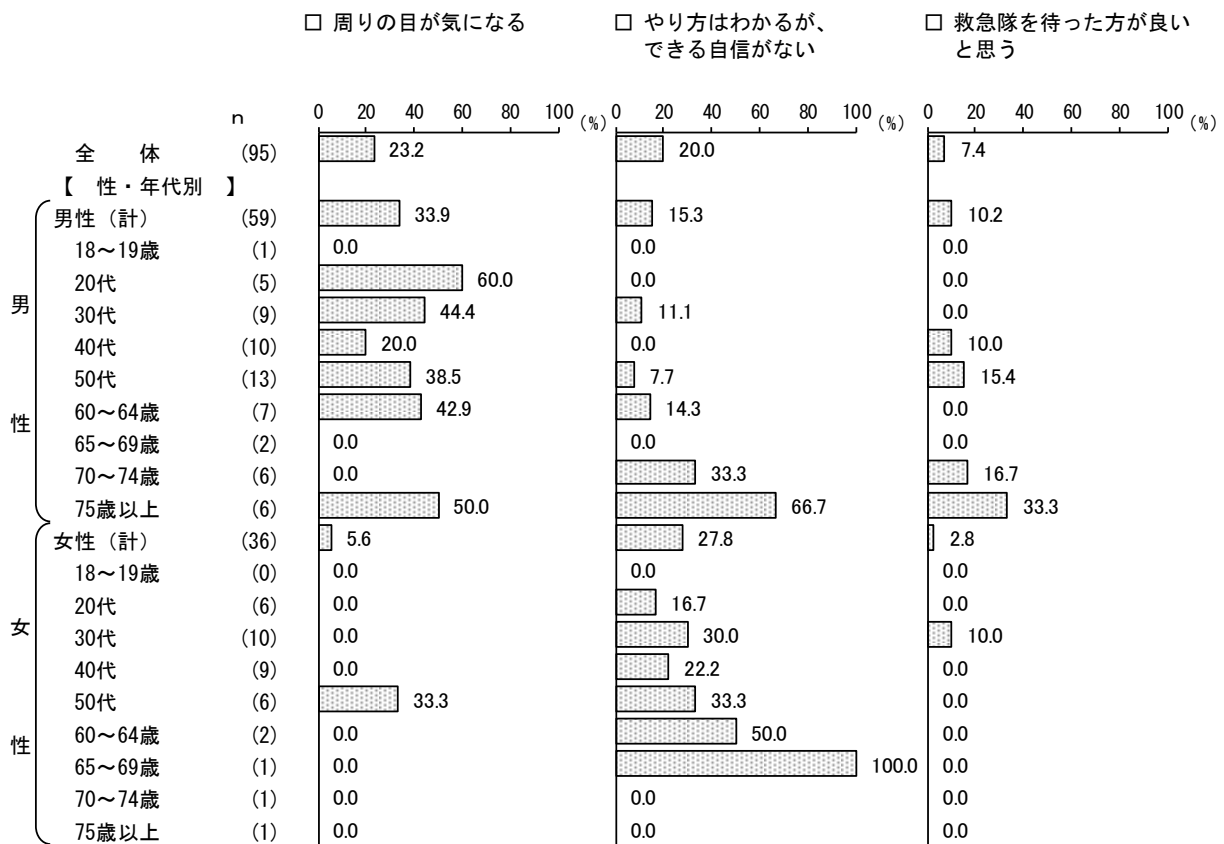 □ 周りの目が気になる
□ やり方はわかるが、
できる自信がない
□ 救急隊を待った方が良い
と思う
n 0 20 40 60 80 100 (%) 0 20 40 60 80 100 (%) 0 20 40 60 80 100 (%)
全　体 (95) 23.2 20.0 7.4
【 性・年代別 】
男性（計） (59) 33.9 15.3 10.2
18～19歳 (1) 0.0 0.0 0.0
20代 (5) 60.0 0.0 0.0
男 30代 (9) 44.4 11.1 0.0
40代 (10) 20.0 0.0 10.0
50代 (13) 38.5 7.7 15.4
性 60～64歳 (7) 42.9 14.3 0.0
65～69歳 (2) 0.0 0.0 0.0
70～74歳 (6) 0.0 33.3 16.7
75歳以上 (6) 50.0 66.7 33.3
女性（計） (36) 5.6 27.8 2.8
18～19歳 (0) 0.0 0.0 0.0
20代 (6) 0.0 16.7 0.0
女 30代 (10) 0.0 30.0 10.0
40代 (9) 0.0 22.2 0.0
50代 (6) 33.3 33.3 0.0
性 60～64歳 (2) 0.0 50.0 0.0
65～69歳 (1) 0.0 100.0 0.0
70～74歳 (1) 0.0 0.0 0.0
75歳以上 (1) 0.0 0.0 0.0